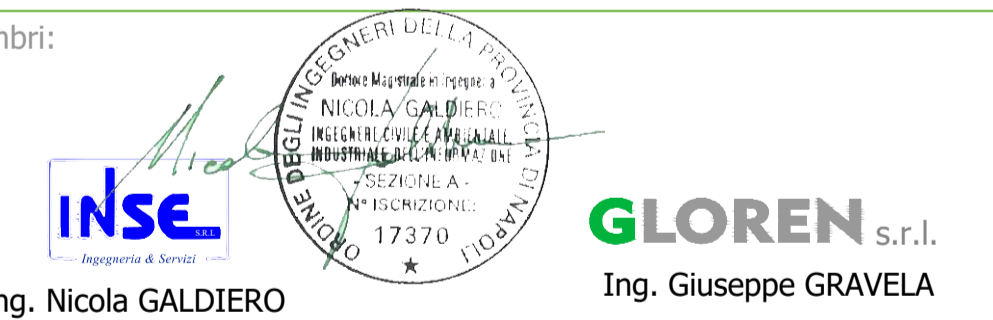 mbri:
ORDINE DEGLI INGEGNERI DELLA PROVINCIA DI NAPOLI
Dottore Magistrale in Ingegneria
NICOLA GALDIERO
INGEGNERE CIVILE E AMBIENTALE
INDUSTRIALE DELL'INFORMAZIONE
- SEZIONE A -
N° ISCRIZIONE:
17370
Nicola
INSE S.R.L
Ingegneria & Servizi
ng. Nicola GALDIERO
GLOREN s.r.l.
Ing. Giuseppe GRAVELA